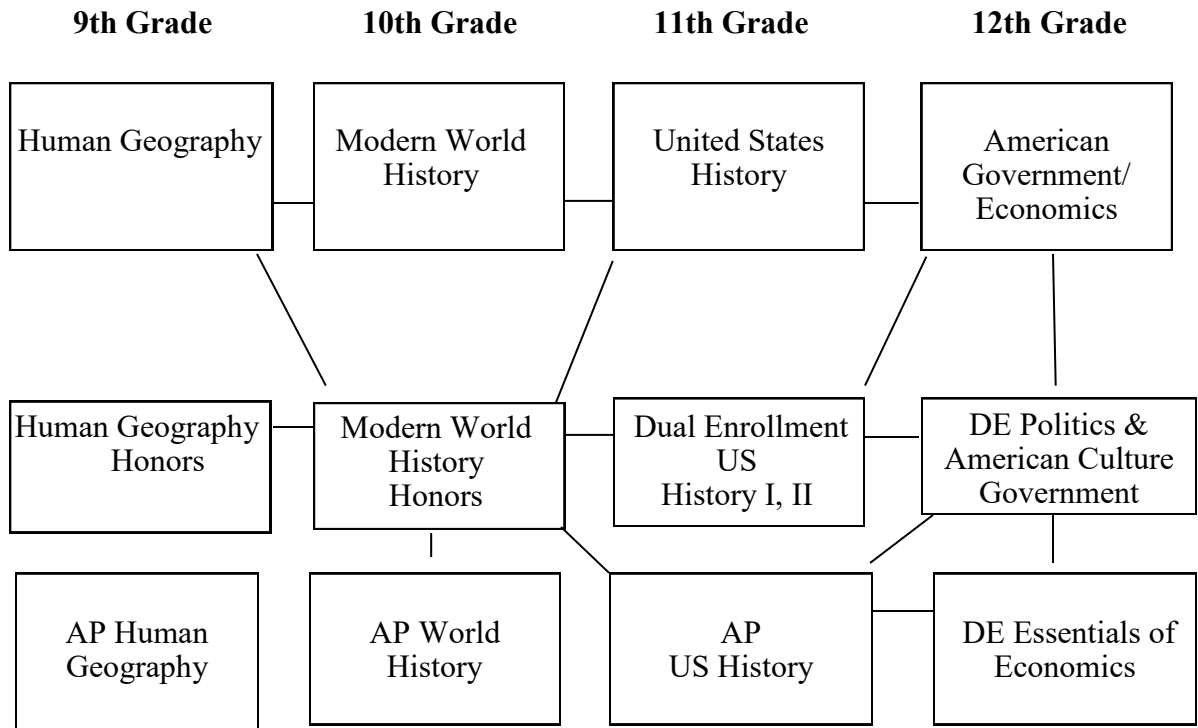 9th Grade
10th Grade
11th Grade
12th Grade
Human Geography
Modern World
History
United States
History
American
Government/
Economics
Human Geography
Honors
Modern World
History
Honors
Dual Enrollment
US
History I, II
DE Politics &
American Culture
Government
AP Human
Geography
AP World
History
AP
US History
DE Essentials of
Economics